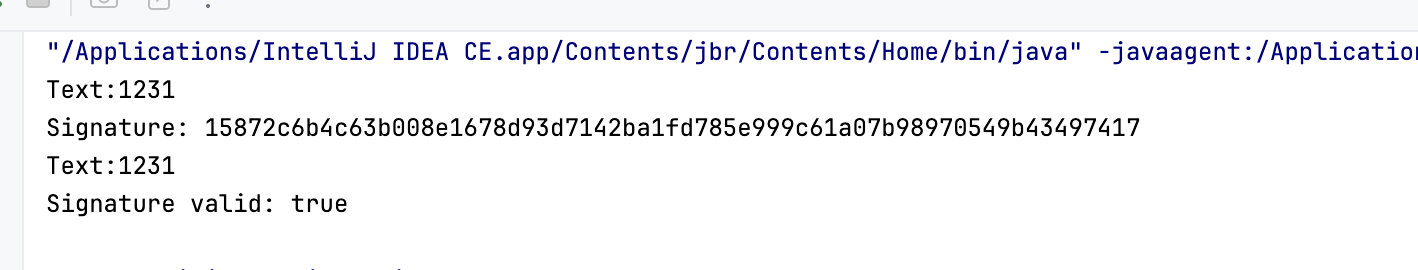 "/Applications/IntelliJ IDEA CE.app/Contents/jbr/Contents/Home/bin/java" -javaagent:/Application
Text:1231
Signature: 15872c6b4c63b008e1678d93d7142ba1fd785e999c61a07b98970549b43497417
Text:1231
Signature valid: true